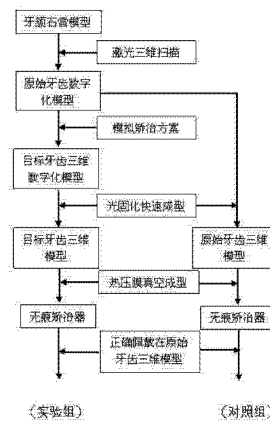 牙颌石膏模型
激光三维扫描
原始牙齿数字
化模型
模拟矫治方案
目标牙齿三维
数字化模型
光固化快速成型
目标牙齿三维
模型
原始牙齿三维
模型
热压膜真空成型
无痕矫治器
无痕矫治器
正确佩戴在原始
牙齿三维模型
(实验组)
(对照组)